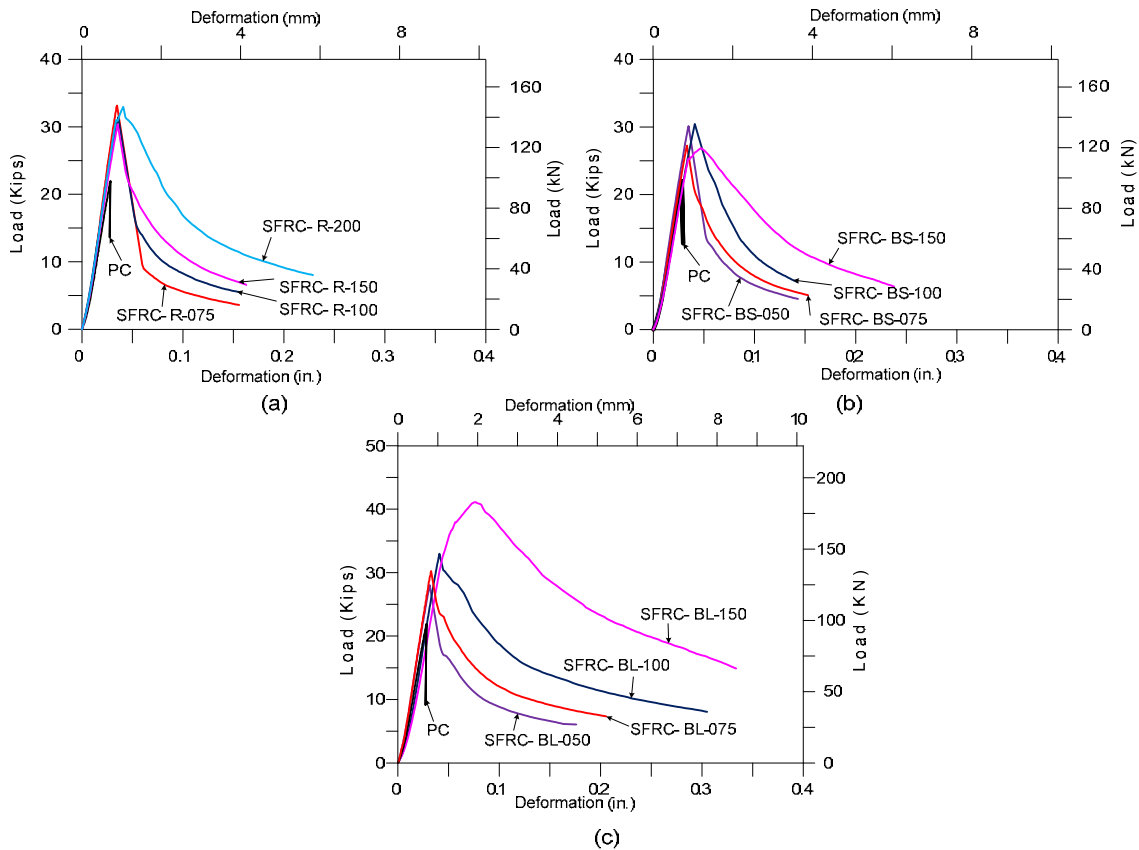 Deformation (mm)
0 2 4 6 8
40
30
20
10
0
Load (Kips)
160
120
80
40
0
Load (kN)
SFRC- R-200
PC
SFRC- R-150
SFRC- R-100
SFRC- R-075
0 0.1 0.2 0.3 0.4
Deformation (in.)
(a)
Deformation (mm)
0 2 4 6 8
40
30
20
10
0
Load (Kips)
160
120
80
40
0
Load (kN)
SFRC- BS-150
PC
SFRC- BS-100
SFRC- BS-050
SFRC- BS-075
0 0.1 0.2 0.3 0.4
Deformation (in.)
(b)
Deformation (mm)
0 2 4 6 8 10
50
40
30
20
10
0
Load (Kips)
200
150
100
50
0
Load (KN)
SFRC- BL-150
SFRC- BL-100
PC
SFRC- BL-050
SFRC- BL-075
0 0.1 0.2 0.3 0.4
Deformation (in.)
(c)